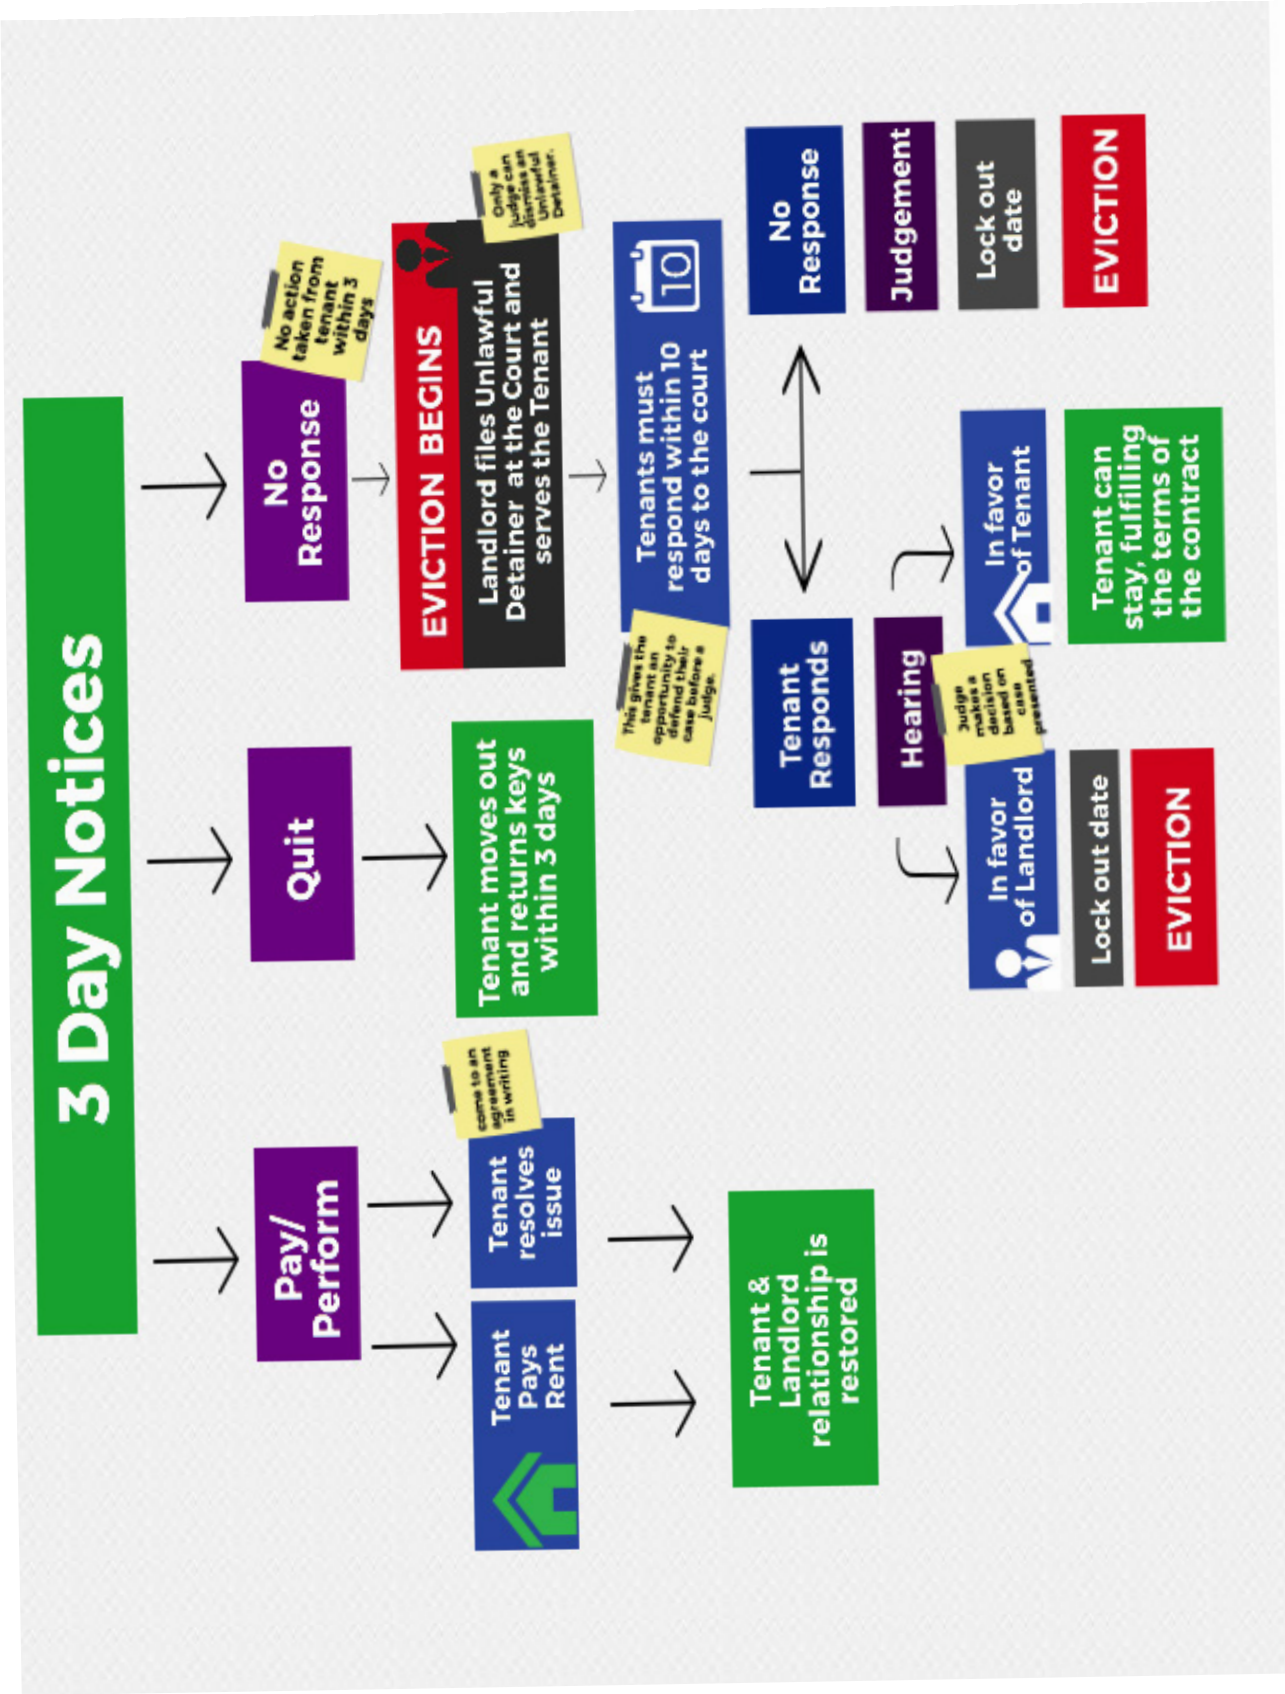 3 Day Notices
Pay/
Perform
Quit
No
Response
No action
taken from
tenant
within 3
days
Tenant
Pays
Rent
Tenant
resolves
issue
come to an
agreement
in writing
Tenant &
Landlord
relationship is
restored
Tenant moves out
and returns keys
within 3 days
EVICTION BEGINS
Landlord files Unlawful
Detainer at the Court and
serves the Tenant
Only a
judge can
dismiss an
Unlawful
Detainer.
Tenants must
respond within 10
days to the court
10
This gives the
tenant an
opportunity to
defend their
case before a
judge.
Tenant
Responds
Hearing
Judge
makes a
decision
based on
case
presented
In favor
of Landlord
Lock out date
EVICTION
In favor
of Tenant
Tenant can
stay, fulfilling
the terms of
the contract
No
Response
Judgement
Lock out
date
EVICTION